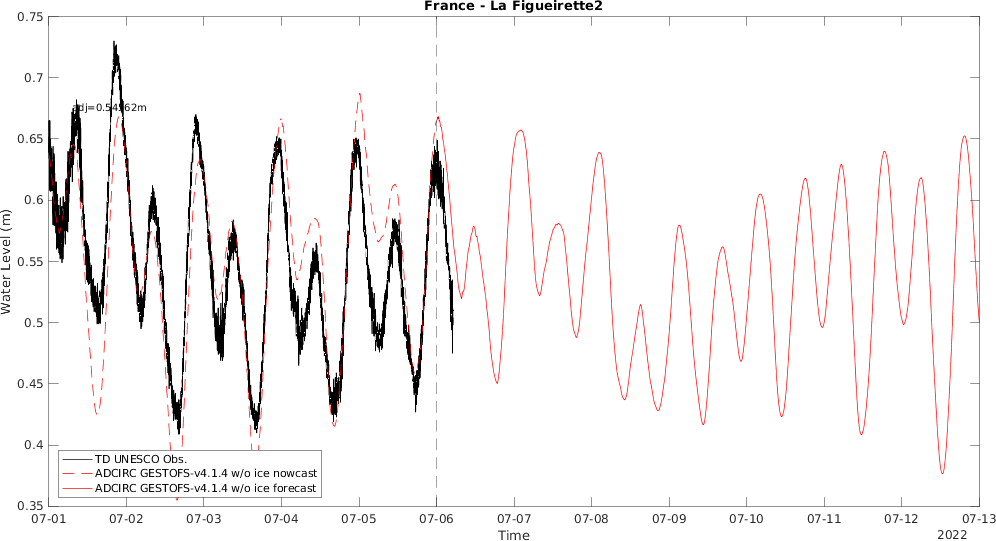 France - La Figueirette2
0.75
0.7
0.65
0.6
0.55
0.5
0.45
0.4
0.35
Water Level (m)
adj=0.54562m
TD UNESCO Obs.
ADCIRC GESTOFS-v4.1.4 w/o ice nowcast
ADCIRC GESTOFS-v4.1.4 w/o ice forecast
07-01 07-02 07-03 07-04 07-05 07-06 07-07 07-08 07-09 07-10 07-11 07-12 07-13
Time
2022